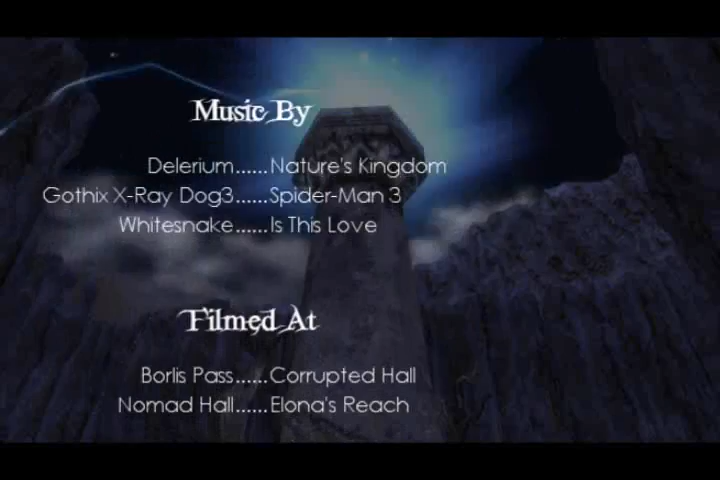 Music By
Delerium......Nature's Kingdom
Gothix X-Ray Dog3......Spider-Man 3
Whitesnake......Is This Love
Filmed At
Borlis Pass......Corrupted Hall
Nomad Hall......Elona's Reach